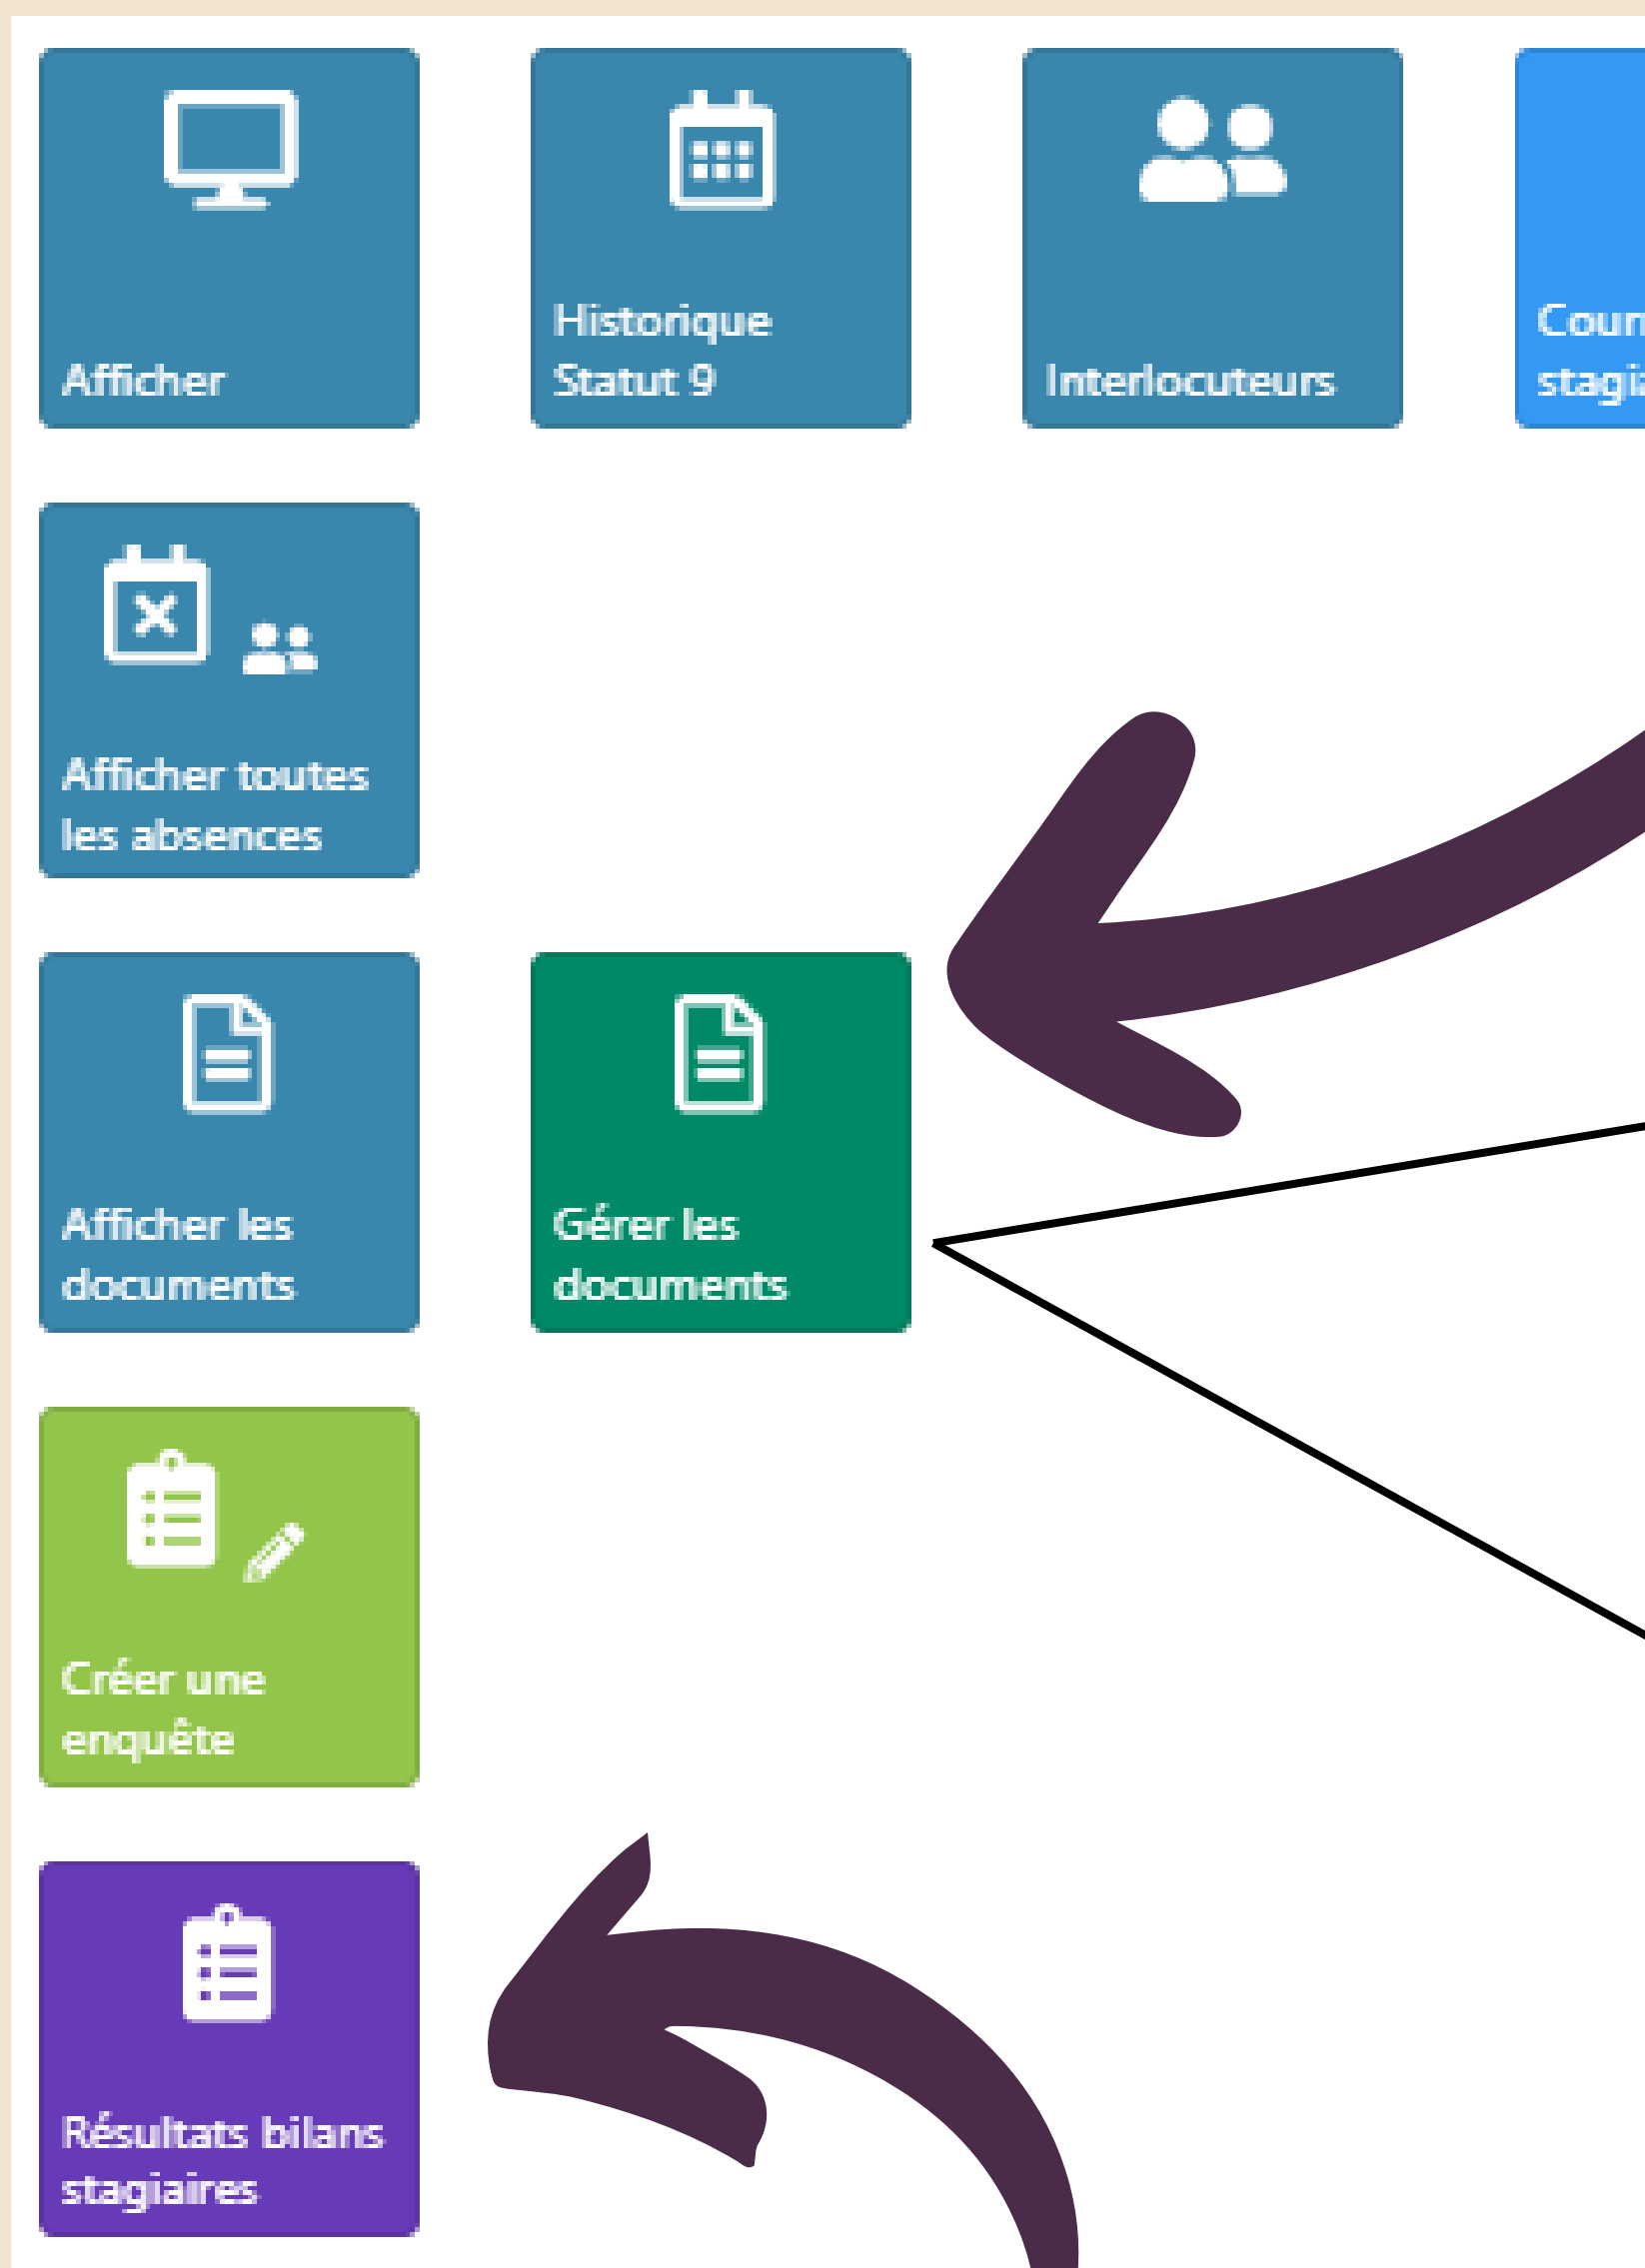 Afficher
Historique
Statut 9
Interlocuteurs
Afficher toutes
les absences
Afficher les
documents
Gérer les
documents
Créer une
enquête
Résultats bilans
stagiaires